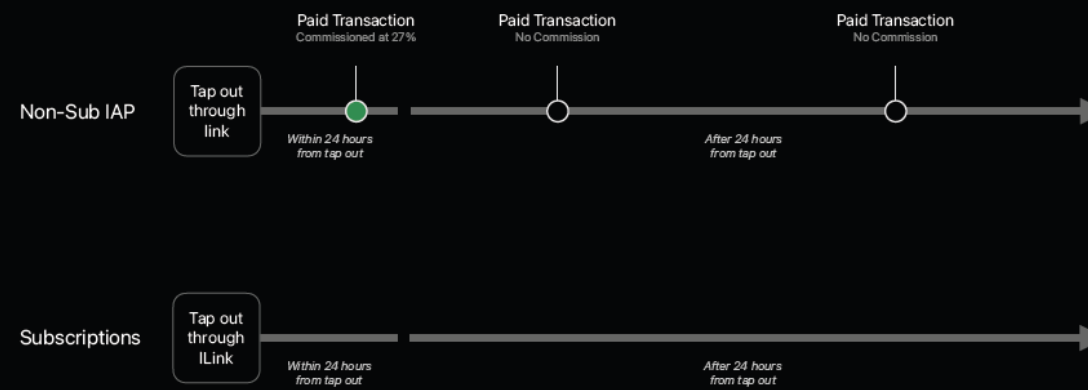 Paid Transaction
Commissioned at 27%
Paid Transaction
No Commission
Paid Transaction
No Commission
Non-Sub IAP
Tap out
through
link
Within 24 hours
from tap out
After 24 hours
from tap out
Subscriptions
Tap out
through
ILink
Within 24 hours
from tap out
After 24 hours
from tap out